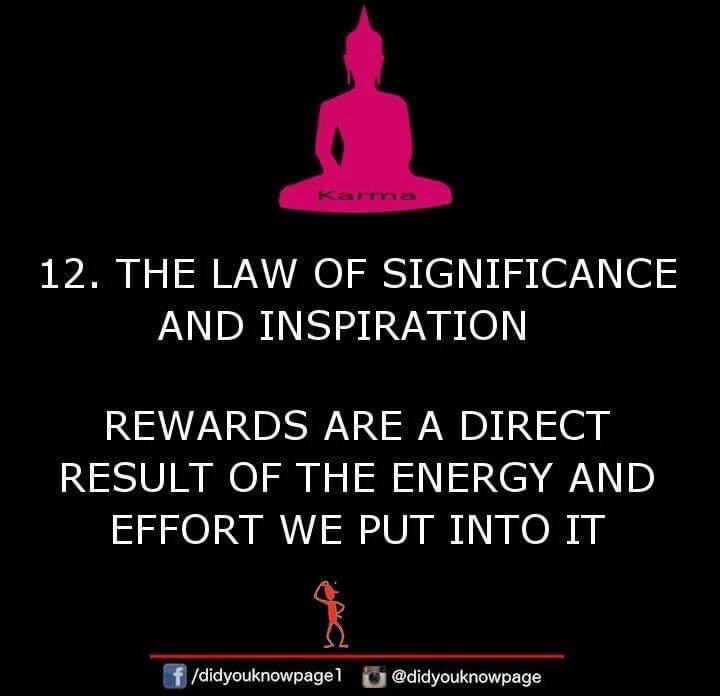 Karma
12. THE LAW OF SIGNIFICANCE
AND INSPIRATION
REWARDS ARE A DIRECT
RESULT OF THE ENERGY AND
EFFORT WE PUT INTO IT
f /didyouknowpage1 @didyouknowpage